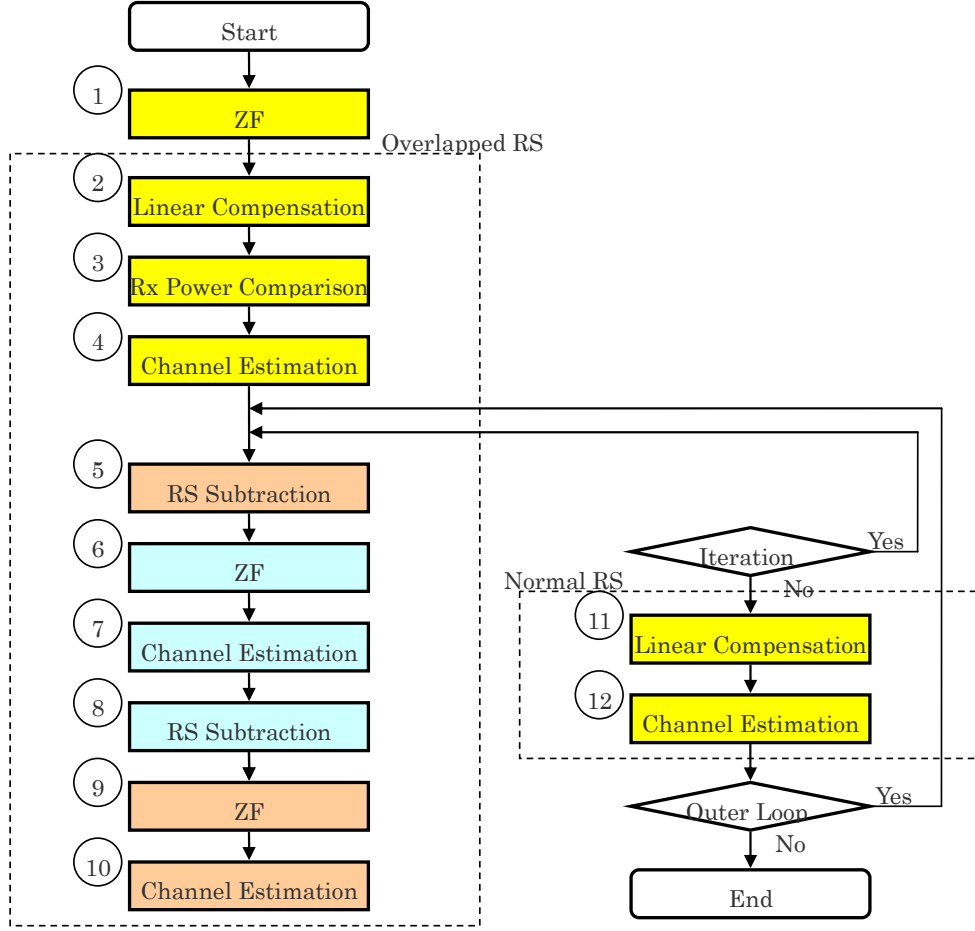 Start
1
ZF
Overlapped RS
2
Linear Compensation
3
Rx Power Comparison
4
Channel Estimation
5
RS Subtraction
6
ZF
7
Channel Estimation
8
RS Subtraction
9
ZF
10
Channel Estimation
Iteration
Yes
No
Normal RS
11
Linear Compensation
12
Channel Estimation
Outer Loop
Yes
No
End